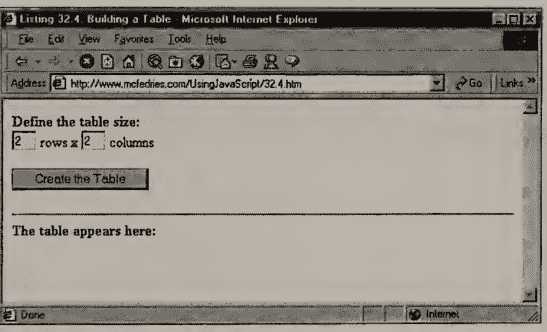 Listing 32.4. Building a Table - Microsoft Internet Explorer
File Edit View Favorites Tools Help
Address http://www.mcfedries.com/UsingJavaScript/32.4.htm Go Links »
Define the table size:
2 rows x 2 columns
Create the Table
The table appears here:
Done Internet